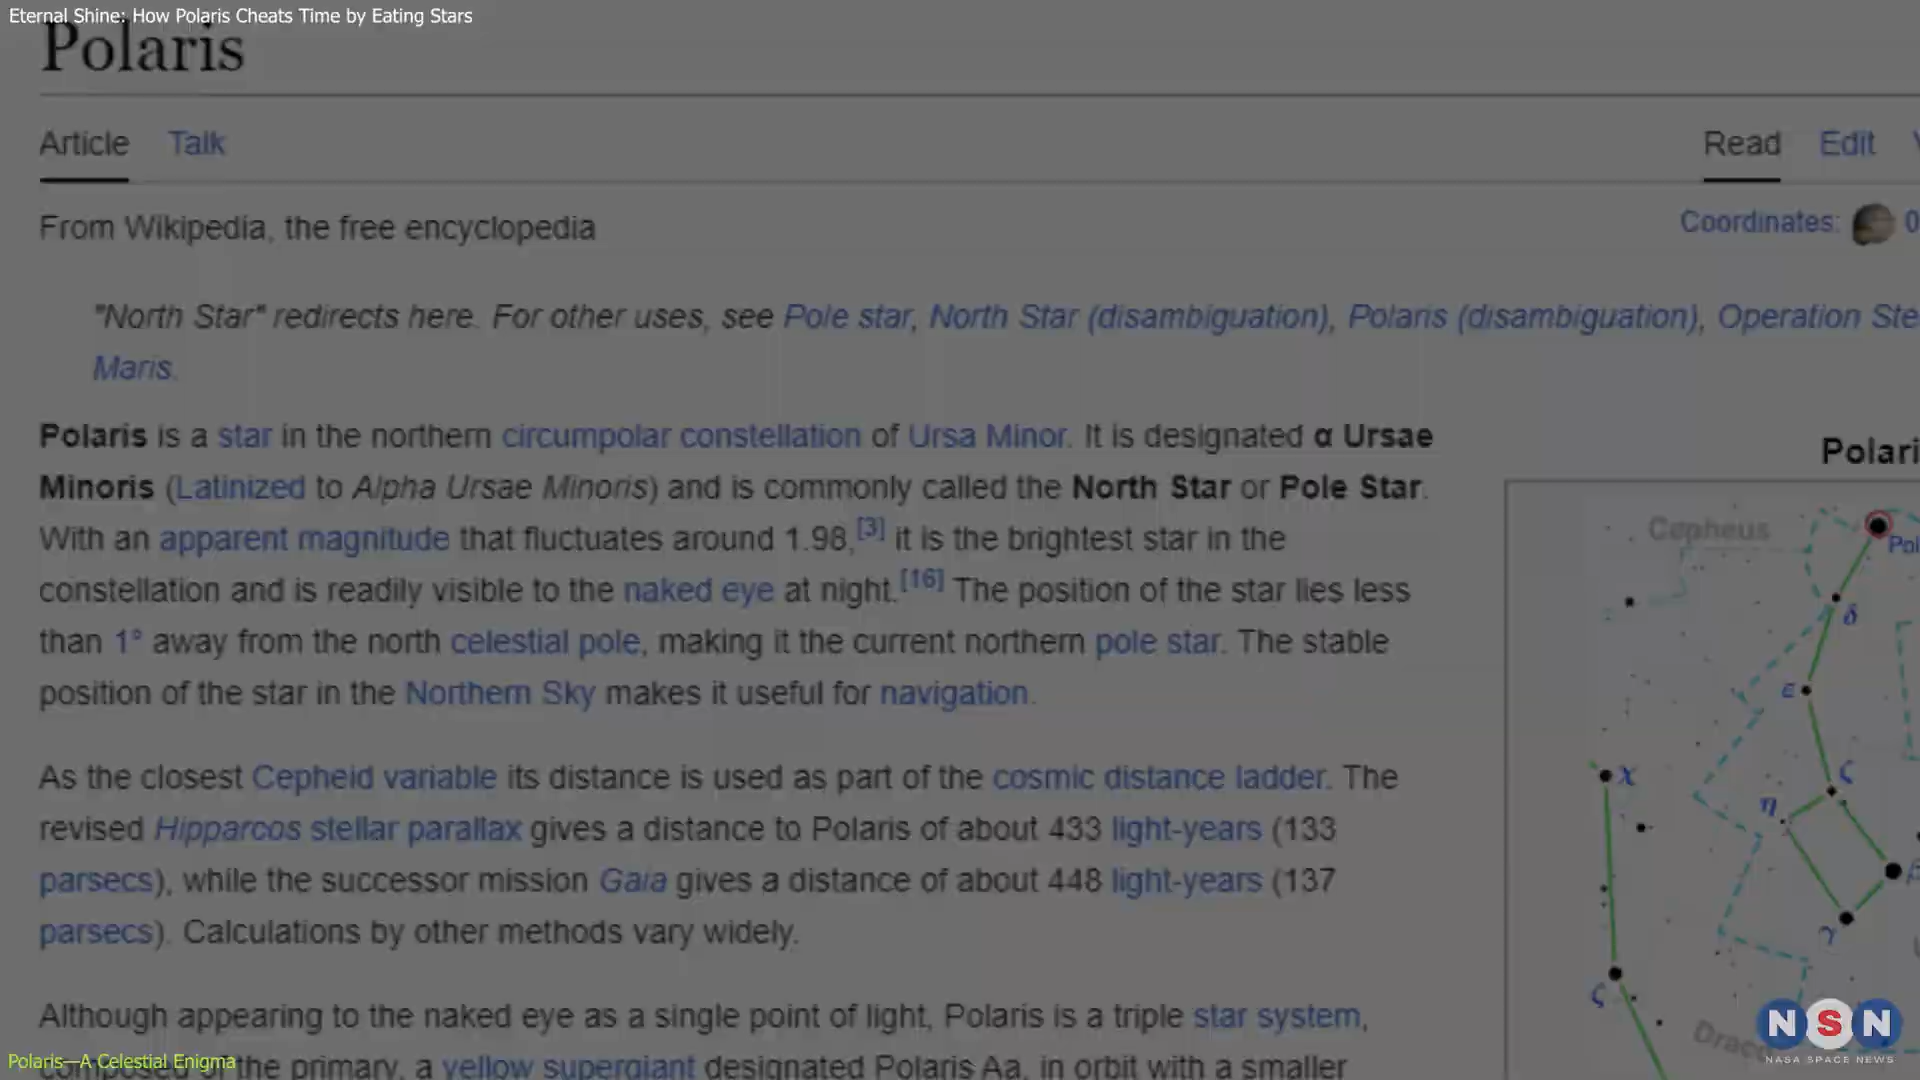 Eternal Shine: How Polaris Cheats Time by Eating Stars
Polaris
Article Talk
Read Edit
From Wikipedia, the free encyclopedia
Coordinates: 0
"North Star" redirects here. For other uses, see Pole star, North Star (disambiguation), Polaris (disambiguation), Operation Ste
Maris.
Polaris is a star in the northern circumpolar constellation of Ursa Minor. It is designated α Ursae
Minoris (Latinized to Alpha Ursae Minoris) and is commonly called the North Star or Pole Star.
With an apparent magnitude that fluctuates around 1.98,[3] it is the brightest star in the
constellation and is readily visible to the naked eye at night.[16] The position of the star lies less
than 1° away from the north celestial pole, making it the current northern pole star. The stable
position of the star in the Northern Sky makes it useful for navigation.
As the closest Cepheid variable its distance is used as part of the cosmic distance ladder. The
revised Hipparcos stellar parallax gives a distance to Polaris of about 433 light-years (133
parsecs), while the successor mission Gaia gives a distance of about 448 light-years (137
parsecs). Calculations by other methods vary widely.
Although appearing to the naked eye as a single point of light, Polaris is a triple star system,
composed of the primary, a yellow supergiant designated Polaris Aa, in orbit with a smaller
Polari
Cepheus
Pol
δ
ε
ζ
χ
η
β
γ
ζ
Draco
NSN
NASA SPACE NEWS
Polaris—A Celestial Enigma